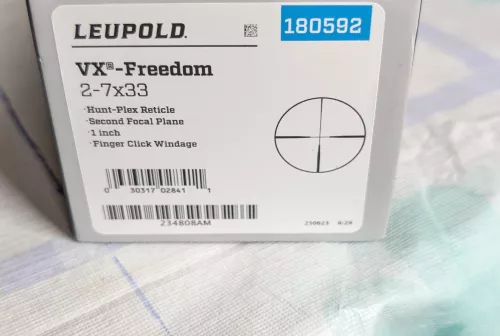 LEUPOLD.
180592
VX®-Freedom
2-7x33
·Hunt-Plex Reticle
·Second Focal Plane
·1 inch
·Finger Click Windage
0 30317 02841 1
234808AM
250623